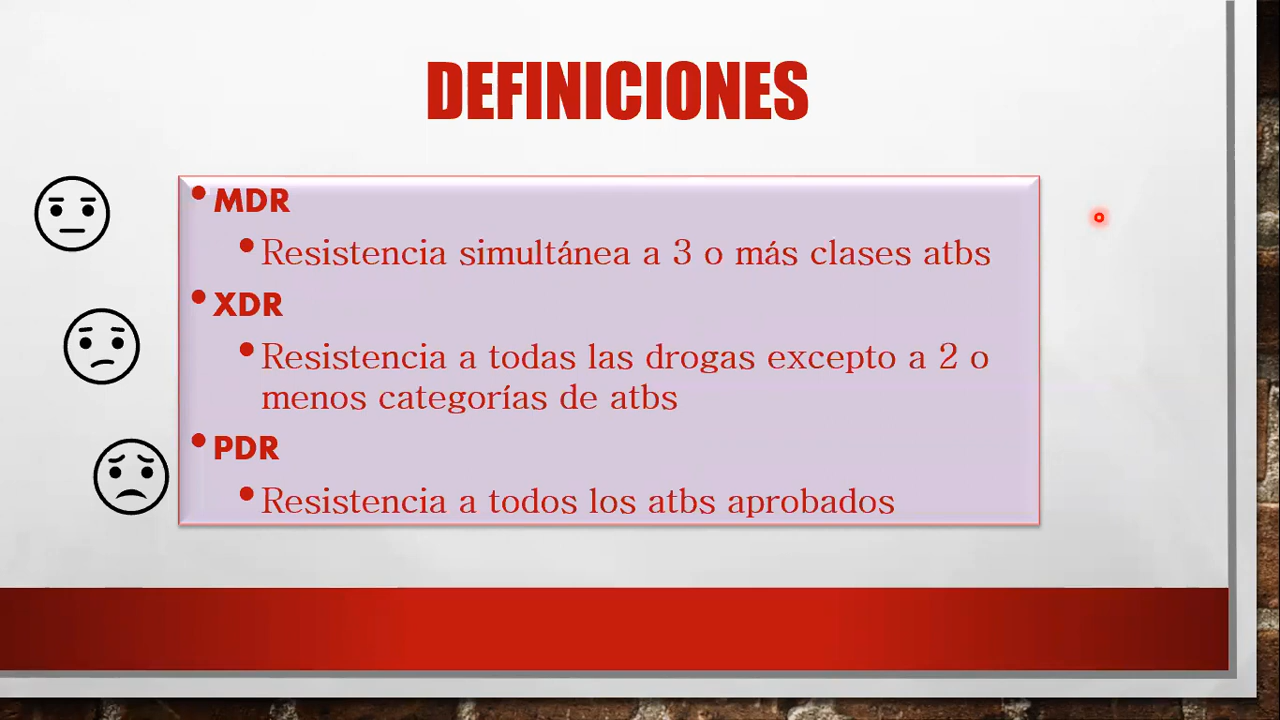 DEFINICIONES
• MDR
• Resistencia simultánea a 3 o más clases atbs
• XDR
• Resistencia a todas las drogas excepto a 2 o
menos categorías de atbs
• PDR
• Resistencia a todos los atbs aprobados